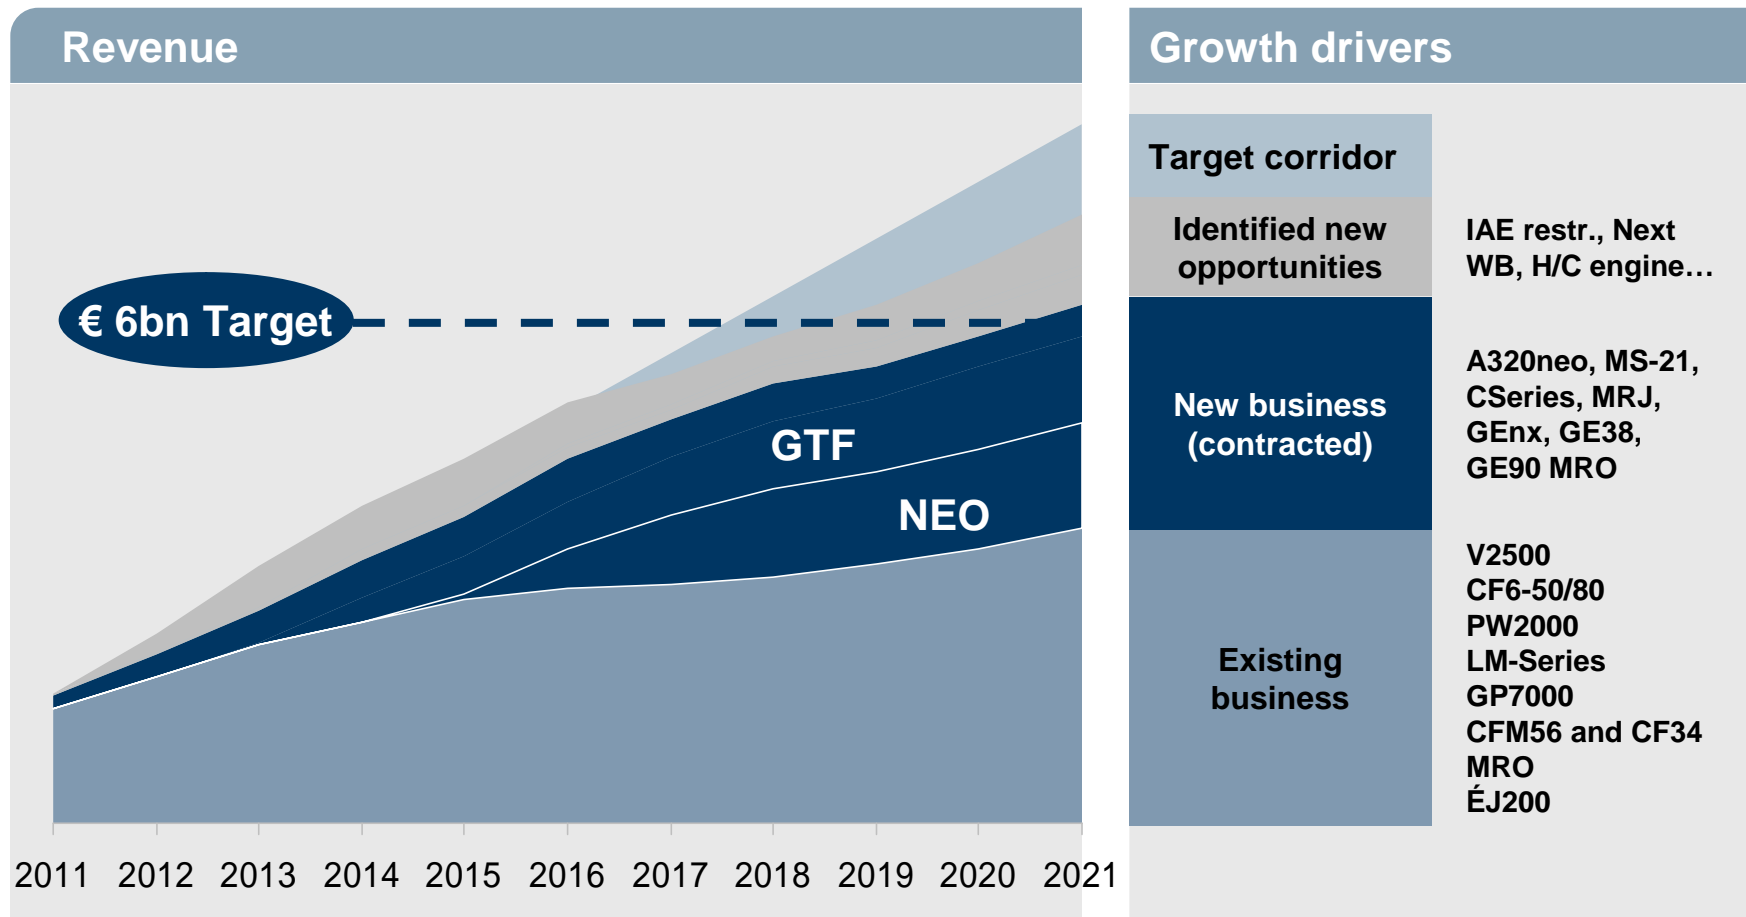 Revenue
€ 6bn Target
GTF
NEO
2011 2012 2013 2014 2015 2016 2017 2018 2019 2020 2021
Growth drivers
Target corridor
Identified new
opportunities
IAE restr., Next
WB, H/C engine…
New business
(contracted)
A320neo, MS-21,
CSeries, MRJ,
GEnx, GE38,
GE90 MRO
Existing
business
V2500
CF6-50/80
PW2000
LM-Series
GP7000
CFM56 and CF34
MRO
ÉJ200